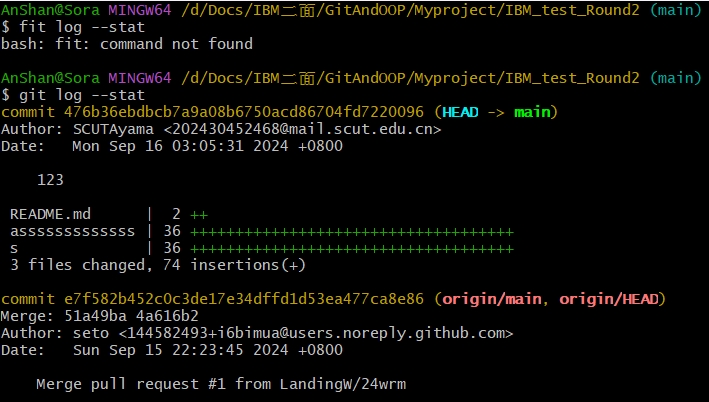 AnShan@Sora MINGW64 /d/Docs/IBM二面/GitAndOOP/Myproject/IBM_test_Round2 (main)
$ fit log --stat
bash: fit: command not found
AnShan@Sora MINGW64 /d/Docs/IBM二面/GitAndOOP/Myproject/IBM_test_Round2 (main)
$ git log --stat
commit 476b36ebdbcb7a9a08b6750acd86704fd7220096 (HEAD -> main)
Author: SCUTAyama <202430452468@mail.scut.edu.cn>
Date:   Mon Sep 16 03:05:31 2024 +0800
    123
 README.md      |  2 ++
 asssssssssssss | 36 ++++++++++++++++++++++++++++++++++++
 s              | 36 ++++++++++++++++++++++++++++++++++++
 3 files changed, 74 insertions(+)
commit e7f582b452c0c3de17e34dffd1d53ea477ca8e86 (origin/main, origin/HEAD)
Merge: 51a49ba 4a616b2
Author: seto <144582493+i6bimua@users.noreply.github.com>
Date:   Sun Sep 15 22:23:45 2024 +0800
    Merge pull request #1 from LandingW/24wrm